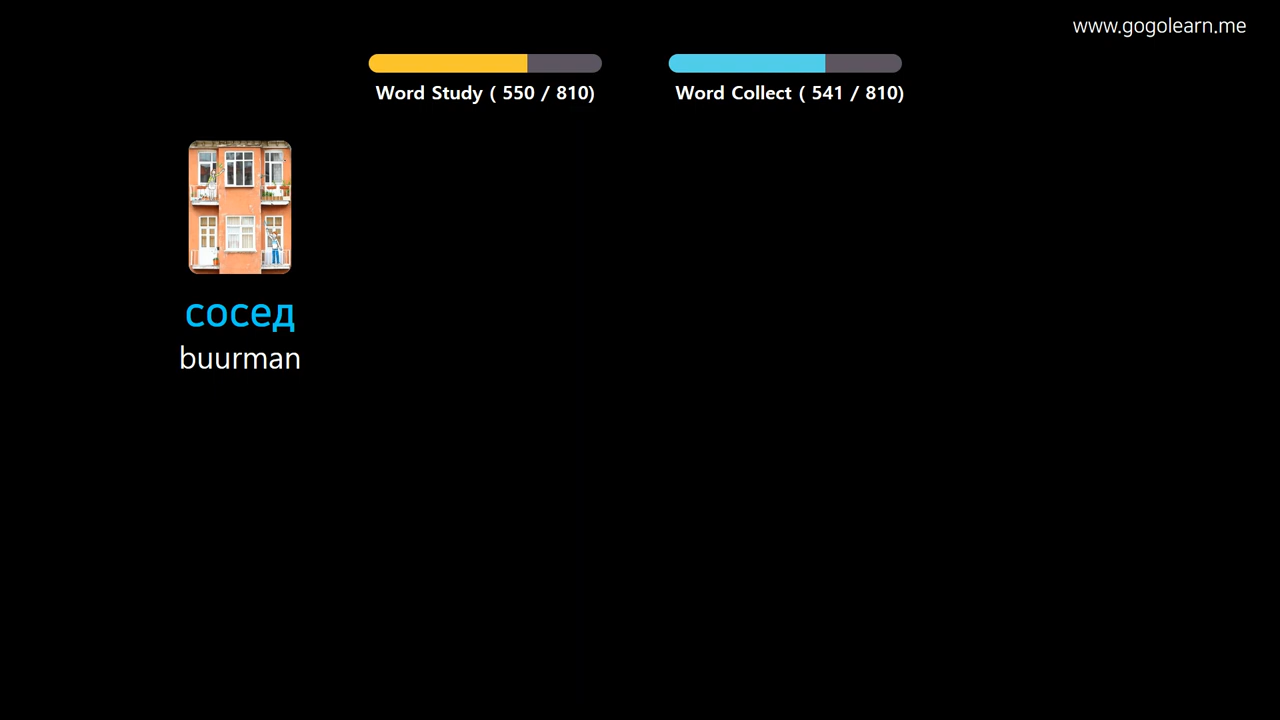 www.gogolearn.me
Word Study ( 550 / 810)
Word Collect ( 541 / 810)
сосед
buurman